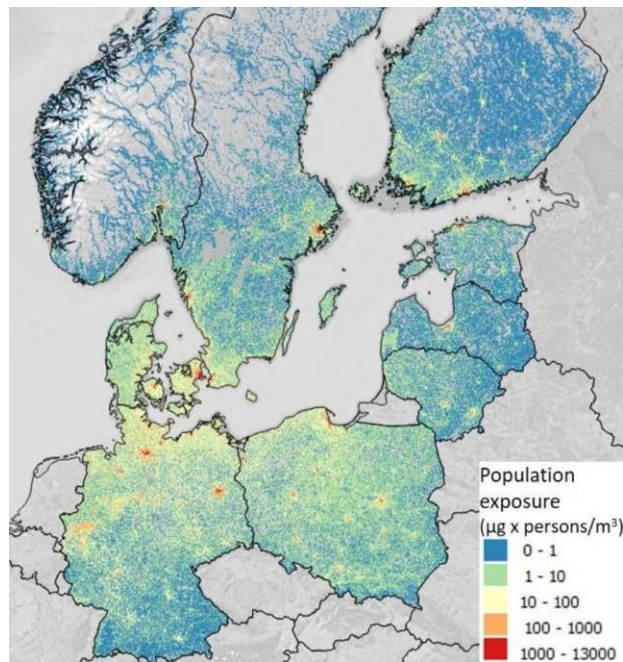 Population
exposure
(µg x persons/m³)
0 - 1
1 - 10
10 - 100
100 - 1000
1000 - 13000